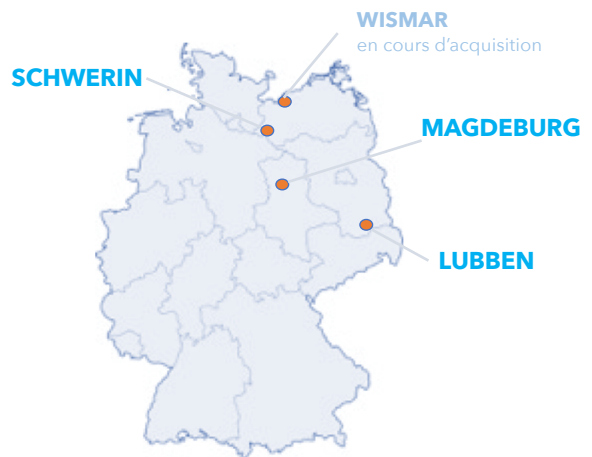 WISMAR
en cours d’acquisition
SCHWERIN
MAGDEBURG
LUBBEN